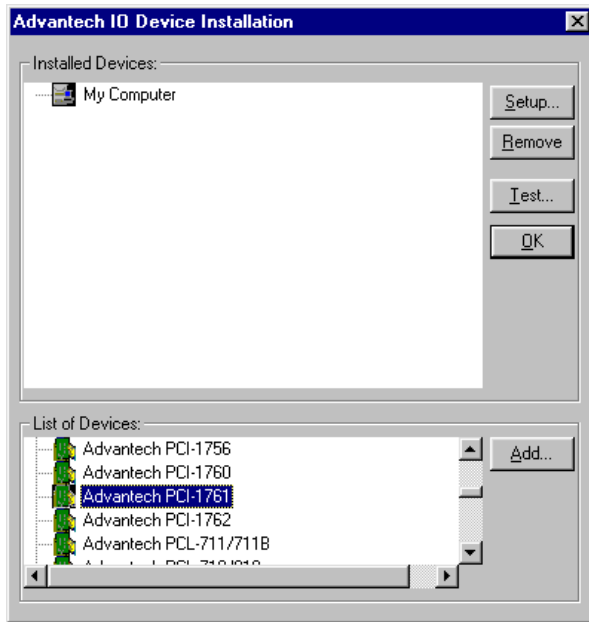 Advantech IO Device Installation
Installed Devices:
My Computer
Setup...
Remove
Test...
OK
List of Devices:
Advantech PCI-1756
Advantech PCI-1760
Advantech PCI-1761
Advantech PCI-1762
Advantech PCL-711/711B
Add...